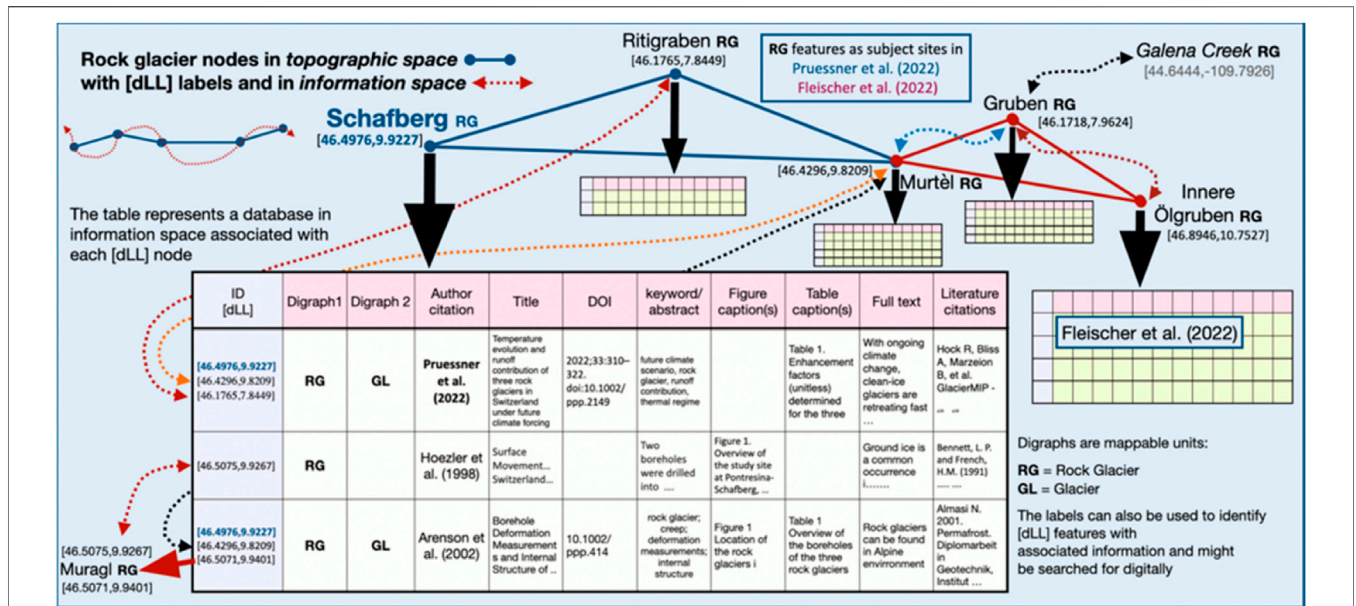 Rock glacier nodes in topographic space
with [dLL] labels and in information space
Ritigraben RG
[46.1765,7.8449]
RG features as subject sites in
Pruessner et al. (2022)
Fleischer et al. (2022)
Galena Creek RG
[44.6444,-109.7926]
Schafberg RG
[46.4976,9.9227]
Gruben RG
[46.1718,7.9624]
[46.4296,9.8209]
Murtèl RG
Innere
Ölgruben RG
[46.8946,10.7527]
The table represents a database in
information space associated with
each [dLL] node
ID
[dLL]
Digraph1
Digraph 2
Author
citation
Title
DOI
keyword/
abstract
Figure
caption(s)
Table
caption(s)
Full text
Literature
citations
[46.4976,9.9227]
[46.4296,9.8209]
[46.1765,7.8449]
RG
GL
Pruessner
et al.
(2022)
Temperature
evolution and
runoff
contribution of
three rock
glaciers in
Switzerland
under future
climate forcing
2022;33:310–
322.
doi:10.1002/
ppp.2149
future climate
scenario, rock
glacier, runoff
contribution,
thermal regime
Table 1.
Enhancement
factors
(unitless)
determined
for the three
With ongoing
climate
change,
clean-ice
glaciers are
retreating fast
...
Hock R, Bliss
A, Marzeion
B, et al.
GlacierMIP -
[46.5075,9.9267]
RG
Hoezler et
al. (1998)
Surface
Movement...
Switzerland...
Two
boreholes
were drilled
into ....
Figure 1.
Overview of
the study site
at Pontresina-
Schafberg, ...
Ground ice is
a common
occurrence
i.......
Bennett, L. P.
and French,
H.M. (1991)
..... ....
[46.4976,9.9227]
[46.4296,9.8209]
[46.5071,9.9401]
RG
GL
Arenson et
al. (2002)
Borehole
Deformation
Measurement
s and Internal
Structure of ..
10.1002/
ppp.414
rock glacier;
creep;
deformation
measurements;
internal
structure
Figure 1
Location of
the rock
glaciers i
Table 1
Overview of
the boreholes
of the three
rock glaciers
Rock glaciers
can be found
in Alpine
envirronment
Almasi N.
2001.
Permafrost.
Diplomarbeit
in
Geotechnik,
Institut ...
[46.5075,9.9267]
Muragl RG
[46.5071,9.9401]
Fleischer et al. (2022)
Digraphs are mappable units:
RG = Rock Glacier
GL = Glacier
The labels can also be used to identify
[dLL] features with
associated information and might
be searched for digitally